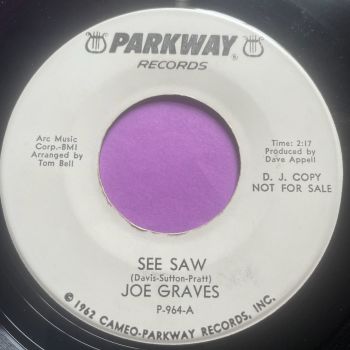 PARKWAY®
RECORDS
Arc Music
Corp.-BMI
Arranged by
Tom Bell
Time: 2:17
Produced by
Dave Appell
D. J. COPY
NOT FOR SALE
SEE SAW
(Davis-Sutton-Pratt)
JOE GRAVES
P-964-A
© 1962 CAMEO-PARKWAY RECORDS, INC.